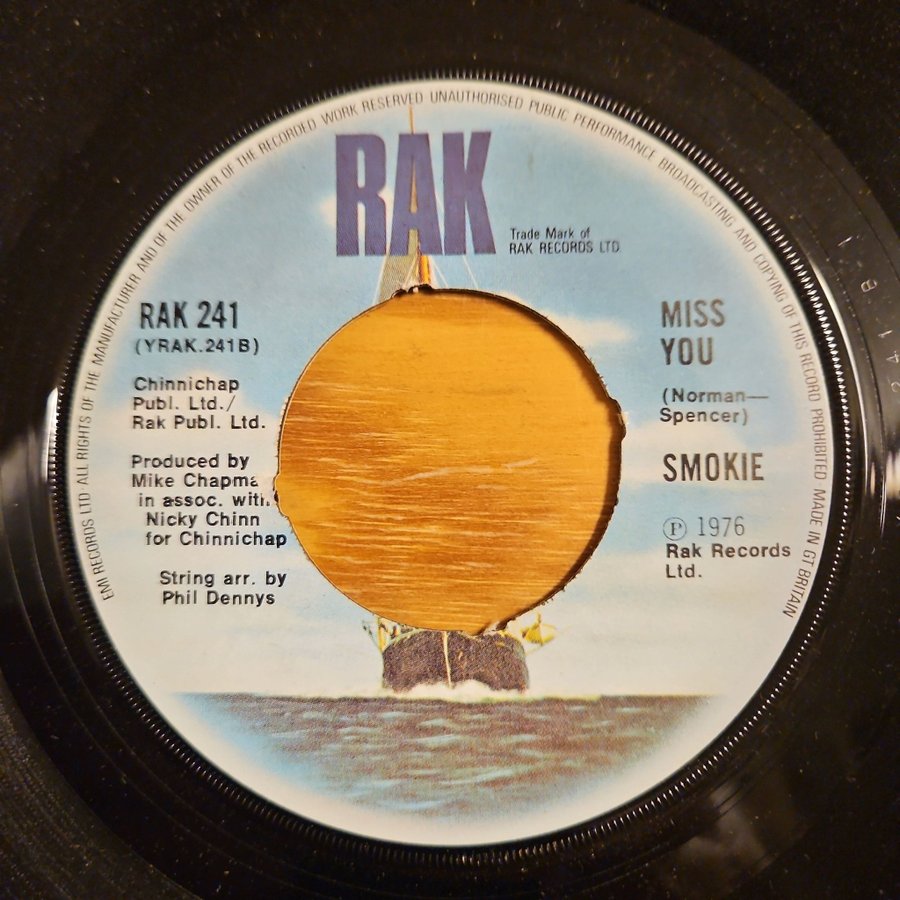 EMI RECORDS LTD ALL RIGHTS OF THE MANUFACTURER AND OF THE OWNER OF THE RECORDED WORK RESERVED UNAUTHORISED PUBLIC PERFORMANCE BROADCASTING AND COPYING OF THIS RECORD PROHIBITED MADE IN GT BRITAIN
RAK
Trade Mark of
RAK RECORDS LTD
RAK 241
(YRAK.241B)
Chinnichap
Publ. Ltd./
Rak Publ. Ltd.
Produced by
Mike Chapma
in assoc. with
Nicky Chinn
for Chinnichap
String arr. by
Phil Dennys
MISS
YOU
(Norman—
Spencer)
SMOKIE
℗ 1976
Rak Records
Ltd.